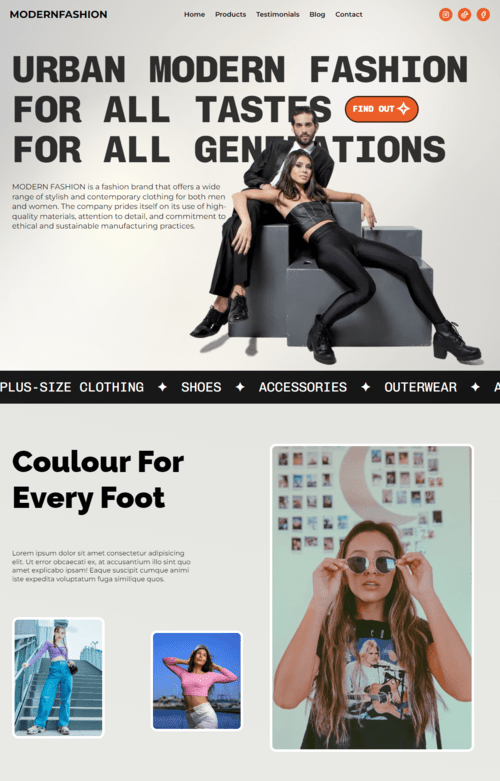 MODERNFASHION
Home Products Testimonials Blog Contact
URBAN MODERN FASHION
FOR ALL TASTES
FIND OUT
FOR ALL GENERATIONS
MODERN FASHION is a fashion brand that offers a wide
range of stylish and contemporary clothing for both men
and women. The company prides itself on its use of high-
quality materials, attention to detail, and commitment to
ethical and sustainable manufacturing practices.
PLUS-SIZE CLOTHING ✦ SHOES ✦ ACCESSORIES ✦ OUTERWEAR ✦ A
Coulour For
Every Foot
Lorem ipsum dolor sit amet consectetur adipisicing
elit. Ut error obcaecati ex, at accusantium illo sint quo
amet explicabo ipsam! Eaque suscipit cumque animi
iste expedita voluptatum fuga similique quos.